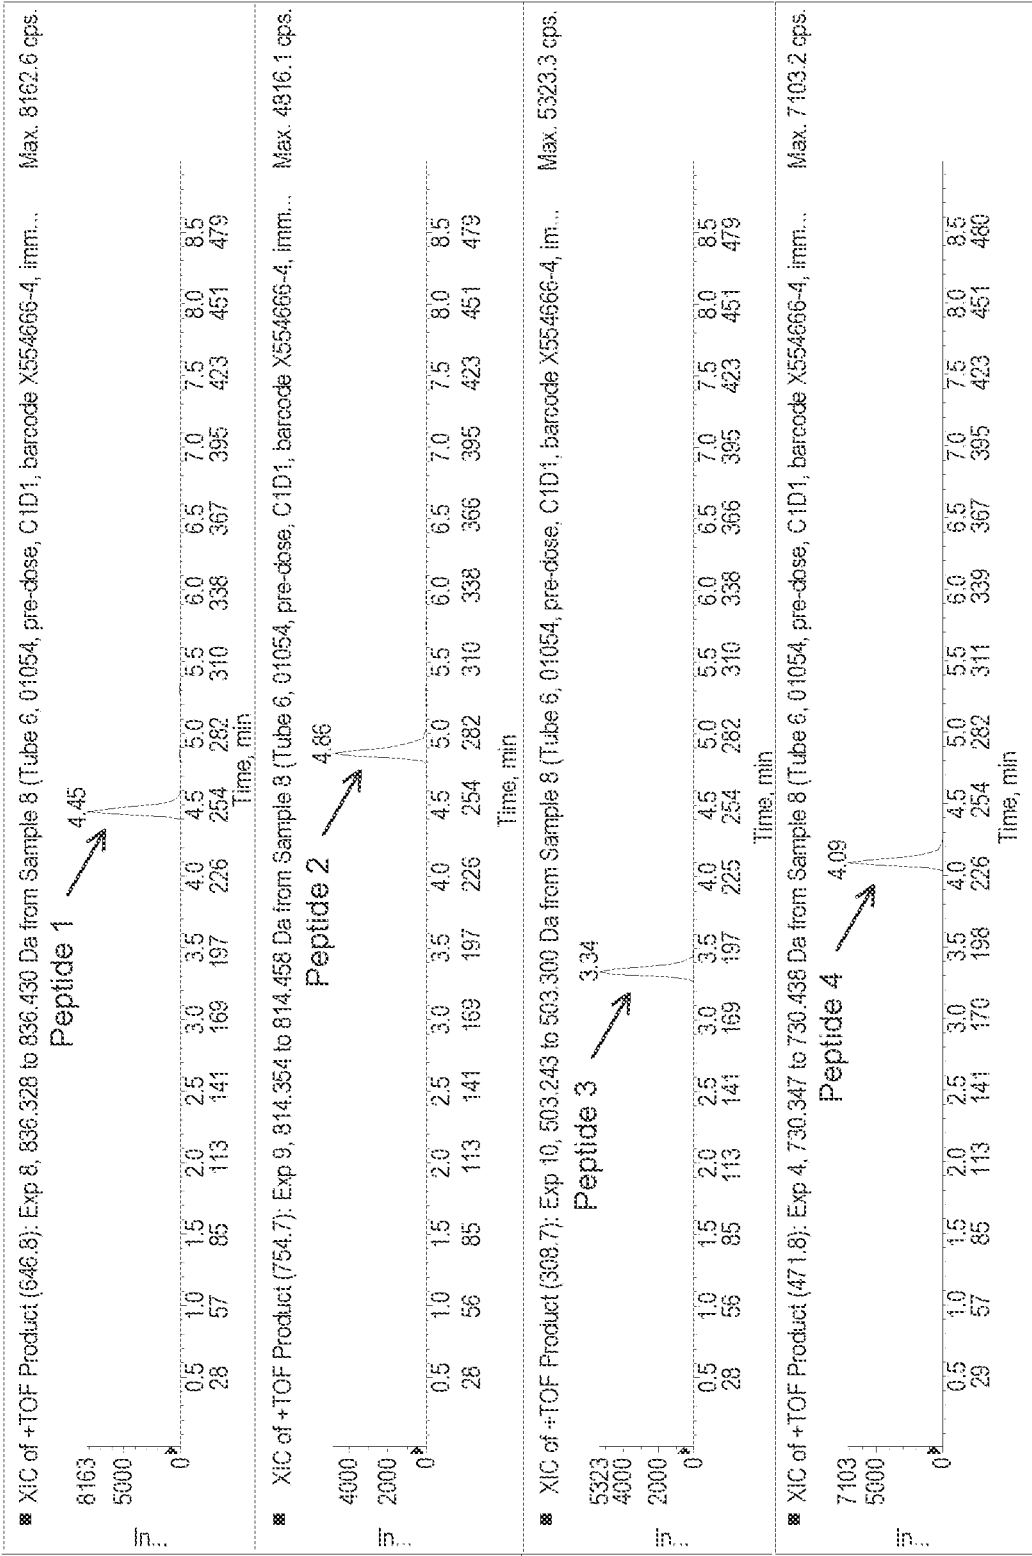 XIC of +TOF Product (646.8): Exp 8, 836.328 to 836.430 Da from Sample 8 (Tube 6, 01054, pre-dose, C1D1, barcode X554666-4, imm... Max. 8162.6 cps.
8163
5000
0
In...
Peptide 1
4.45
0.5 1.0 1.5 2.0 2.5 3.0 3.5 4.0 4.5 5.0 5.5 6.0 6.5 7.0 7.5 8.0 8.5
28 57 85 113 141 169 197 226 254 282 310 338 367 395 423 451 479
Time, min
XIC of +TOF Product (754.7): Exp 9, 814.354 to 814.458 Da from Sample 8 (Tube 6, 01054, pre-dose, C1D1, barcode X554666-4, imm... Max. 4816.1 cps.
4000
2000
0
In...
Peptide 2
4.86
0.5 1.0 1.5 2.0 2.5 3.0 3.5 4.0 4.5 5.0 5.5 6.0 6.5 7.0 7.5 8.0 8.5
28 56 85 113 141 169 197 226 254 282 310 338 366 395 423 451 479
Time, min
XIC of +TOF Product (308.7): Exp 10, 503.243 to 503.300 Da from Sample 8 (Tube 6, 01054, pre-dose, C1D1, barcode X554666-4, im... Max. 5323.3 cps.
5323
4000
2000
0
In...
Peptide 3
3.34
0.5 1.0 1.5 2.0 2.5 3.0 3.5 4.0 4.5 5.0 5.5 6.0 6.5 7.0 7.5 8.0 8.5
28 56 85 113 141 169 197 225 254 282 310 338 366 395 423 451 479
Time, min
XIC of +TOF Product (471.8): Exp 4, 730.347 to 730.438 Da from Sample 8 (Tube 6, 01054, pre-dose, C1D1, barcode X554666-4, imm... Max. 7103.2 cps.
7103
5000
0
In...
Peptide 4
4.09
0.5 1.0 1.5 2.0 2.5 3.0 3.5 4.0 4.5 5.0 5.5 6.0 6.5 7.0 7.5 8.0 8.5
29 57 85 113 141 170 198 226 254 282 311 339 367 395 423 451 480
Time, min